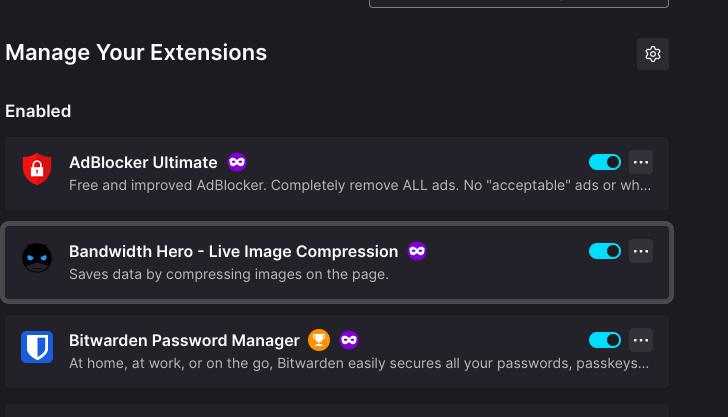 Manage Your Extensions
Enabled
AdBlocker Ultimate
Free and improved AdBlocker. Completely remove ALL ads. No "acceptable" ads or wh...
Bandwidth Hero - Live Image Compression
Saves data by compressing images on the page.
Bitwarden Password Manager
At home, at work, or on the go, Bitwarden easily secures all your passwords, passkeys...